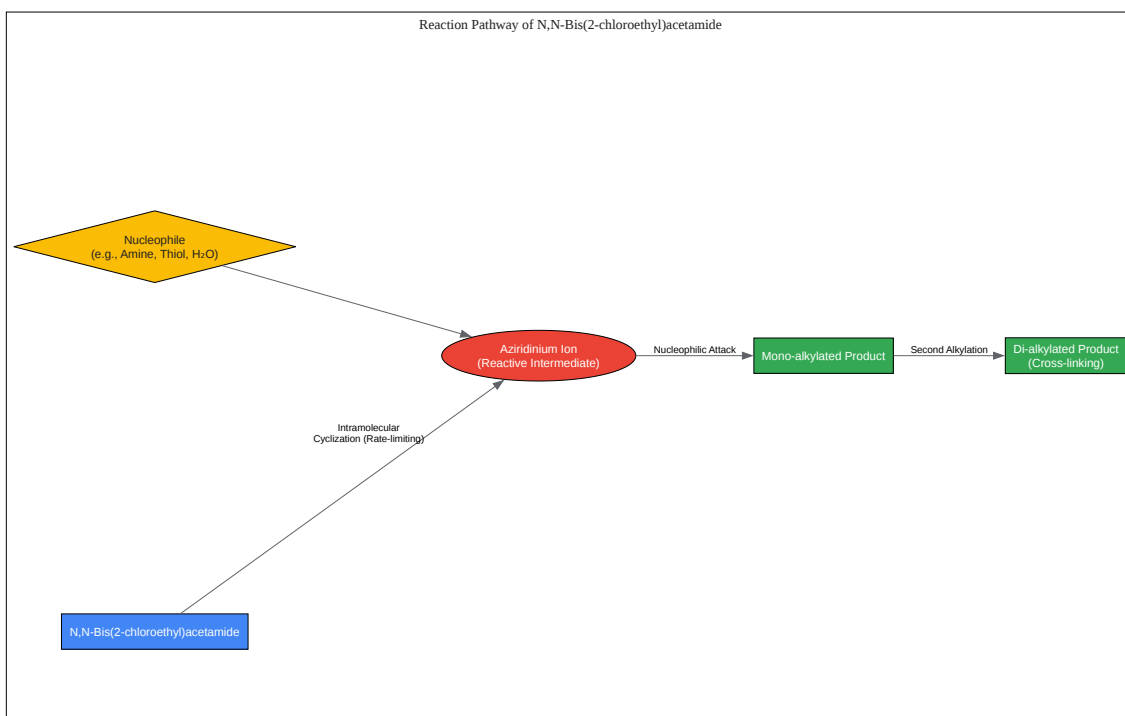 Reaction Pathway of N,N-Bis(2-chloroethyl)acetamide
Nucleophile
(e.g., Amine, Thiol, H₂O)
Aziridinium Ion
(Reactive Intermediate)
Nucleophilic Attack
Mono-alkylated Product
Second Alkylation
Di-alkylated Product
(Cross-linking)
Intramolecular
Cyclization (Rate-limiting)
N,N-Bis(2-chloroethyl)acetamide